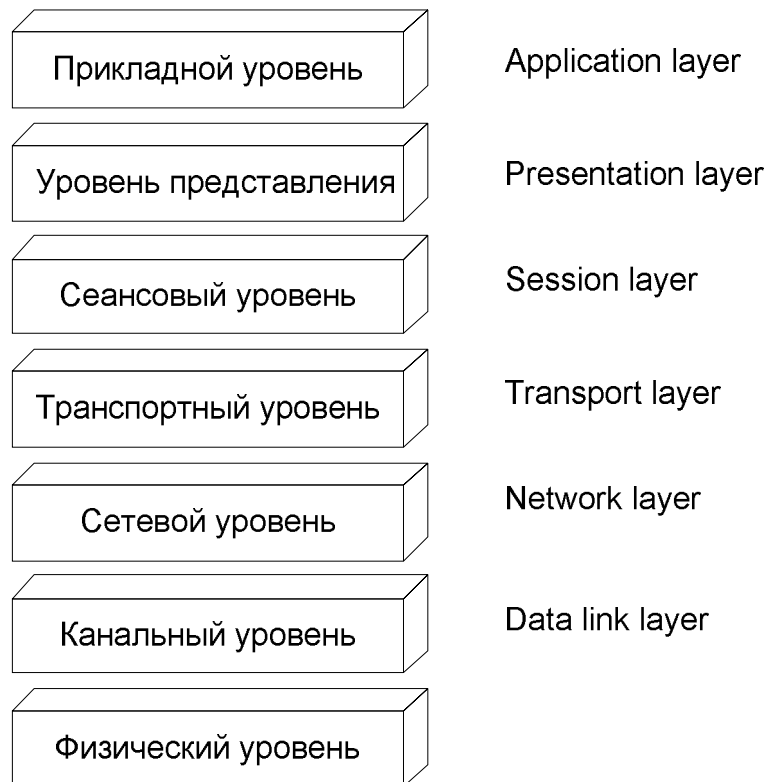 Прикладной уровень Application layer
Уровень представления Presentation layer
Сеансовый уровень Session layer
Транспортный уровень Transport layer
Сетевой уровень Network layer
Канальный уровень Data link layer
Физический уровень